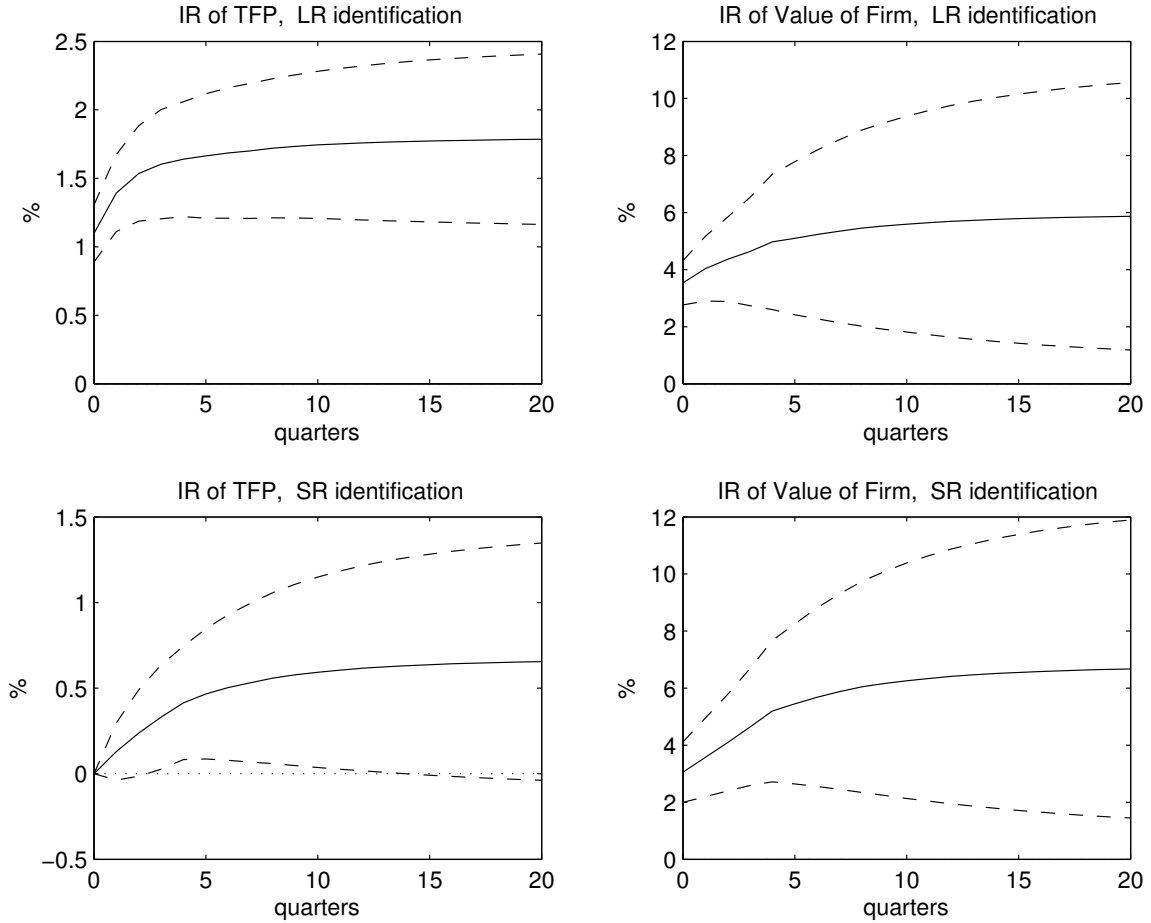 IR of TFP, LR identification
2.5
2
1.5
1
0.5
0
%
0 5 10 15 20
quarters
IR of Value of Firm, LR identification
12
10
8
6
4
2
0
%
0 5 10 15 20
quarters
IR of TFP, SR identification
1.5
1
0.5
0
−0.5
%
0 5 10 15 20
quarters
IR of Value of Firm, SR identification
12
10
8
6
4
2
0
%
0 5 10 15 20
quarters